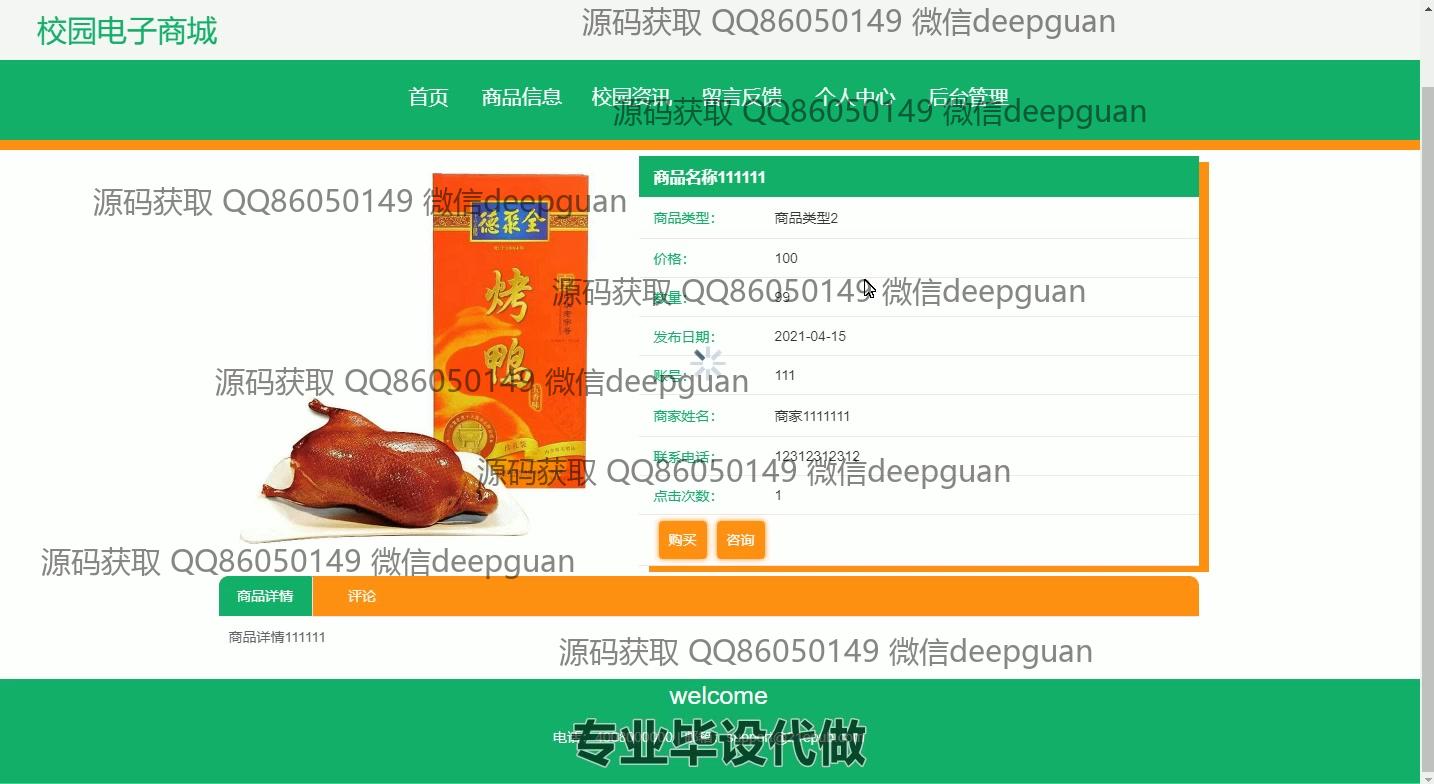 校园电子商城
源码获取 QQ86050149 微信deepguan
首页 商品信息 校园资讯 留言反馈 个人中心 后台管理
源码获取 QQ86050149 微信deepguan
商品名称111111
源码获取 QQ86050149 微信deepguan
德聚全
烤鸭
商品类型： 商品类型2
价格： 100
数量： 99
源码获取 QQ86050149 微信deepguan
发布日期： 2021-04-15
账号： 111
源码获取 QQ86050149 微信deepguan
商家姓名： 商家1111111
联系电话： 12312312312
源码获取 QQ86050149 微信deepguan
点击次数： 1
购买 咨询
源码获取 QQ86050149 微信deepguan
商品详情 评论
商品详情111111
源码获取 QQ86050149 微信deepguan
welcome
专业毕设代做